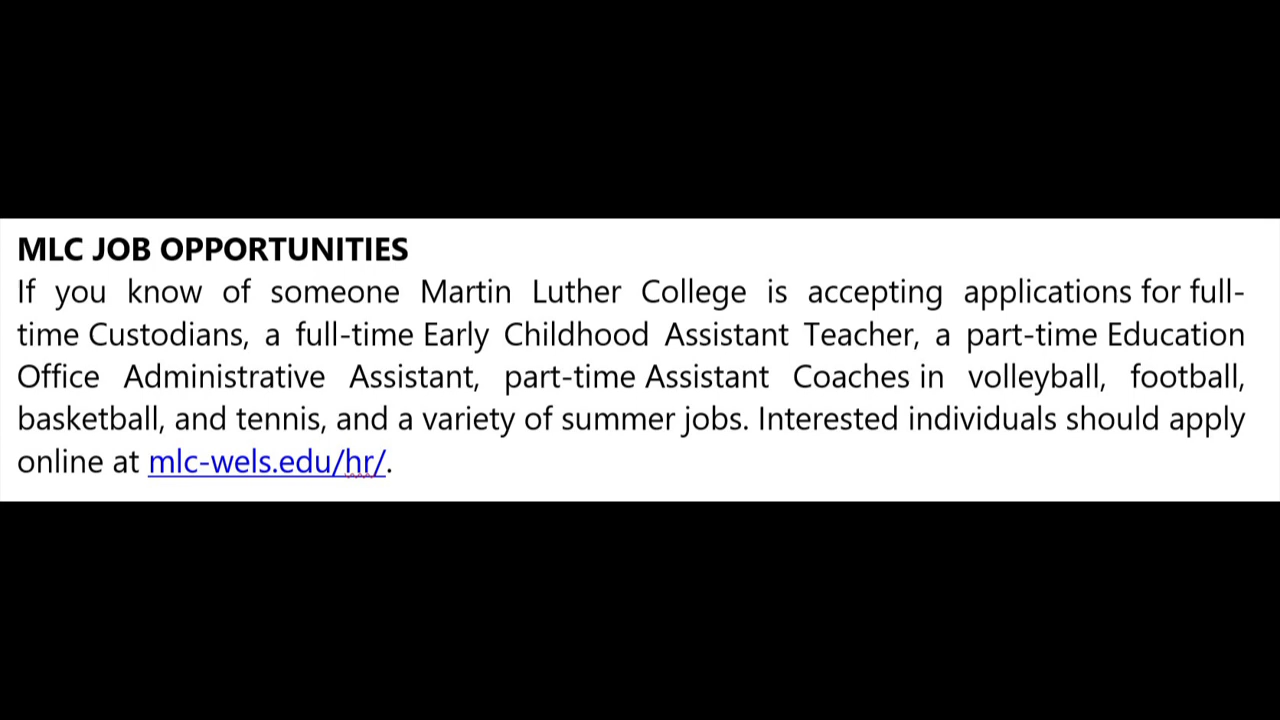 MLC JOB OPPORTUNITIES
If you know of someone Martin Luther College is accepting applications for full-
time Custodians, a full-time Early Childhood Assistant Teacher, a part-time Education
Office Administrative Assistant, part-time Assistant Coaches in volleyball, football,
basketball, and tennis, and a variety of summer jobs. Interested individuals should apply
online at mlc-wels.edu/hr/.